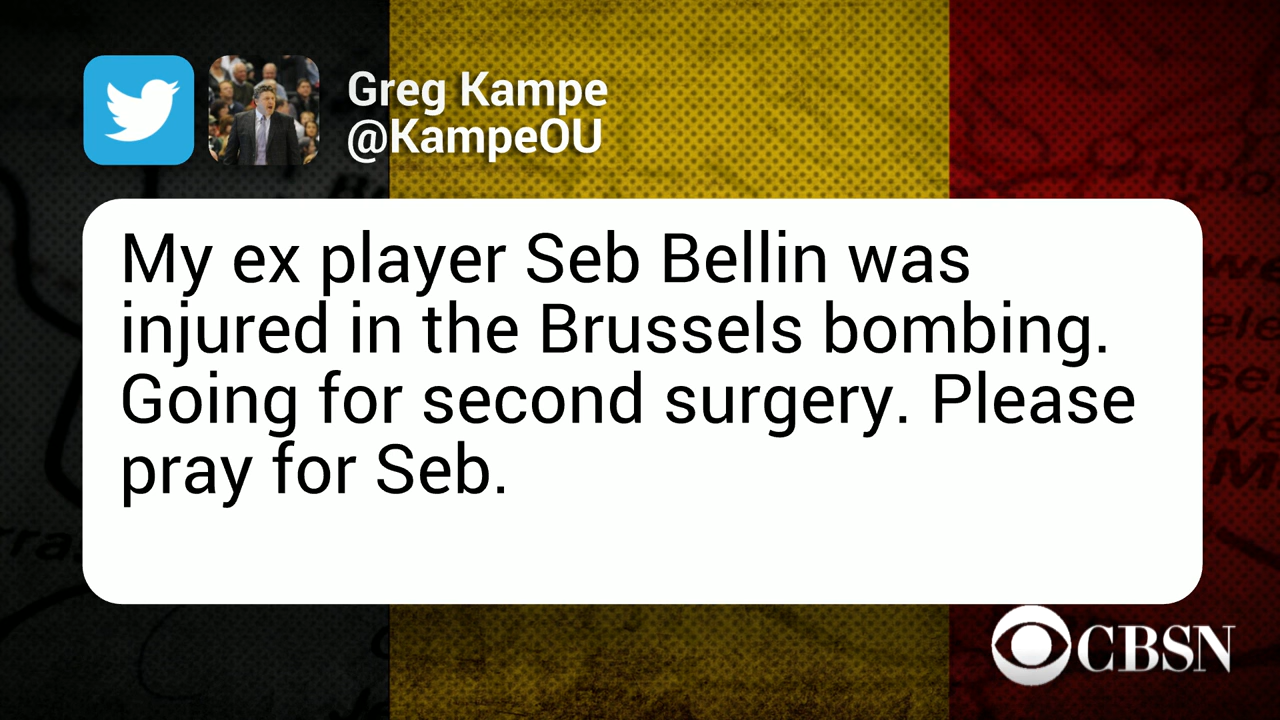 Greg Kampe
@KampeOU
My ex player Seb Bellin was
injured in the Brussels bombing.
Going for second surgery. Please
pray for Seb.
CBSN